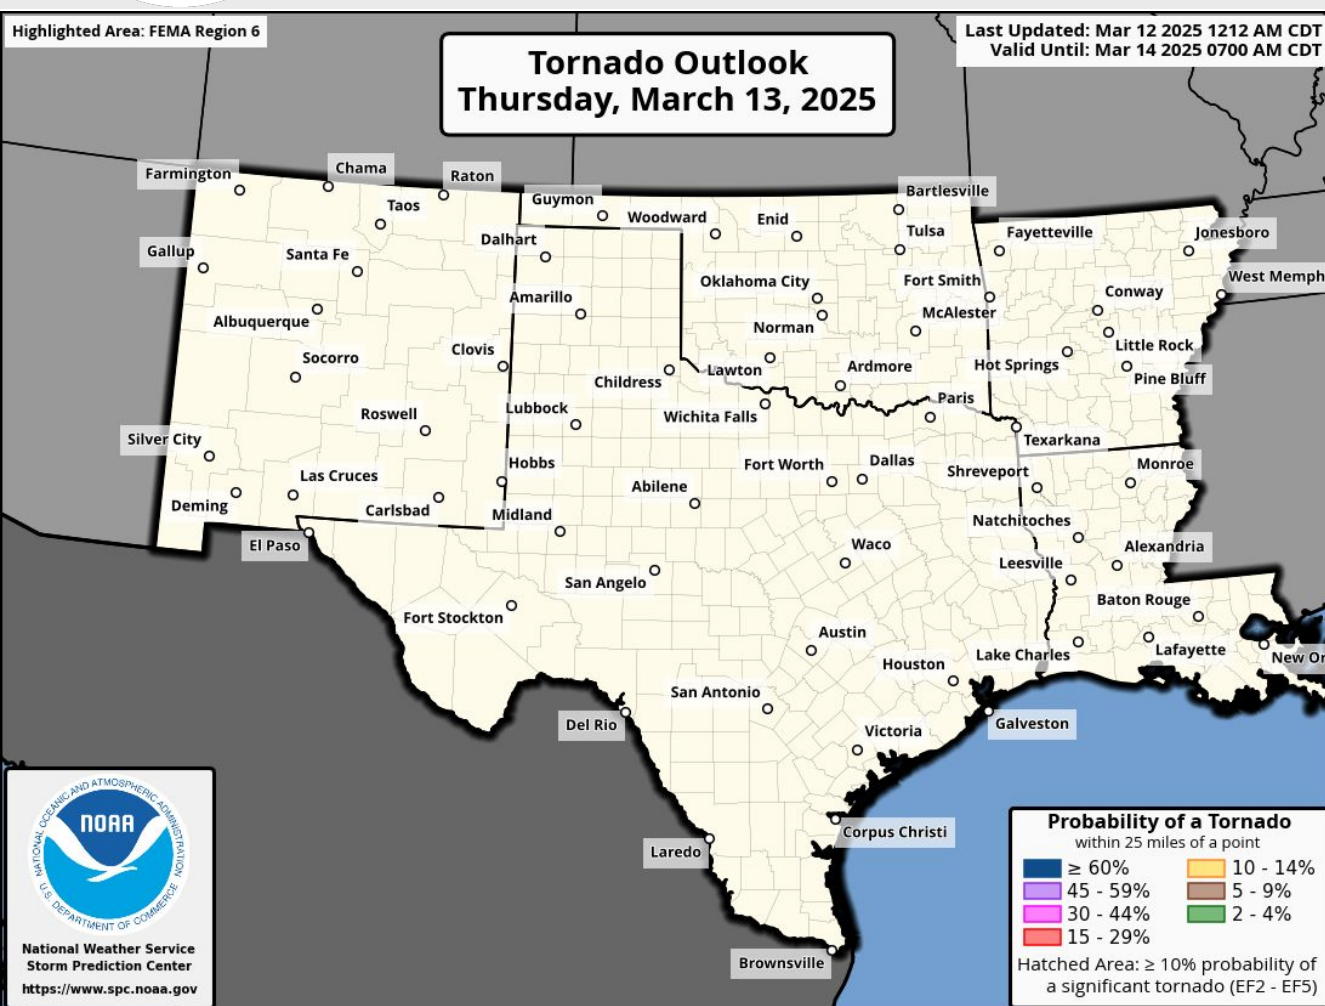 Highlighted Area: FEMA Region 6
Last Updated: Mar 12 2025 1212 AM CDT
Valid Until: Mar 14 2025 0700 AM CDT
Tornado Outlook
Thursday, March 13, 2025
Farmington
Chama
Raton
Taos
Guymon
Woodward
Enid
Bartlesville
Tulsa
Fayetteville
Jonesboro
Gallup
Santa Fe
Dalhart
West Memph
Albuquerque
Amarillo
Oklahoma City
Fort Smith
Conway
Norman
McAlester
Little Rock
Socorro
Clovis
Childress
Lawton
Ardmore
Hot Springs
Pine Bluff
Roswell
Lubbock
Wichita Falls
Paris
Silver City
Texarkana
Las Cruces
Hobbs
Abilene
Fort Worth
Dallas
Shreveport
Monroe
Deming
Carlsbad
Midland
Natchitoches
El Paso
Waco
Alexandria
San Angelo
Leesville
Fort Stockton
Baton Rouge
Austin
Lake Charles
Lafayette
New Or
Houston
San Antonio
Del Rio
Victoria
Galveston
Corpus Christi
Laredo
Brownsville
NATIONAL OCEANIC AND ATMOSPHERIC ADMINISTRATION
NOAA
U.S. DEPARTMENT OF COMMERCE
National Weather Service
Storm Prediction Center
https://www.spc.noaa.gov
Probability of a Tornado
within 25 miles of a point
≥ 60%
10 - 14%
45 - 59%
5 - 9%
30 - 44%
2 - 4%
15 - 29%
Hatched Area: ≥ 10% probability of
a significant tornado (EF2 - EF5)